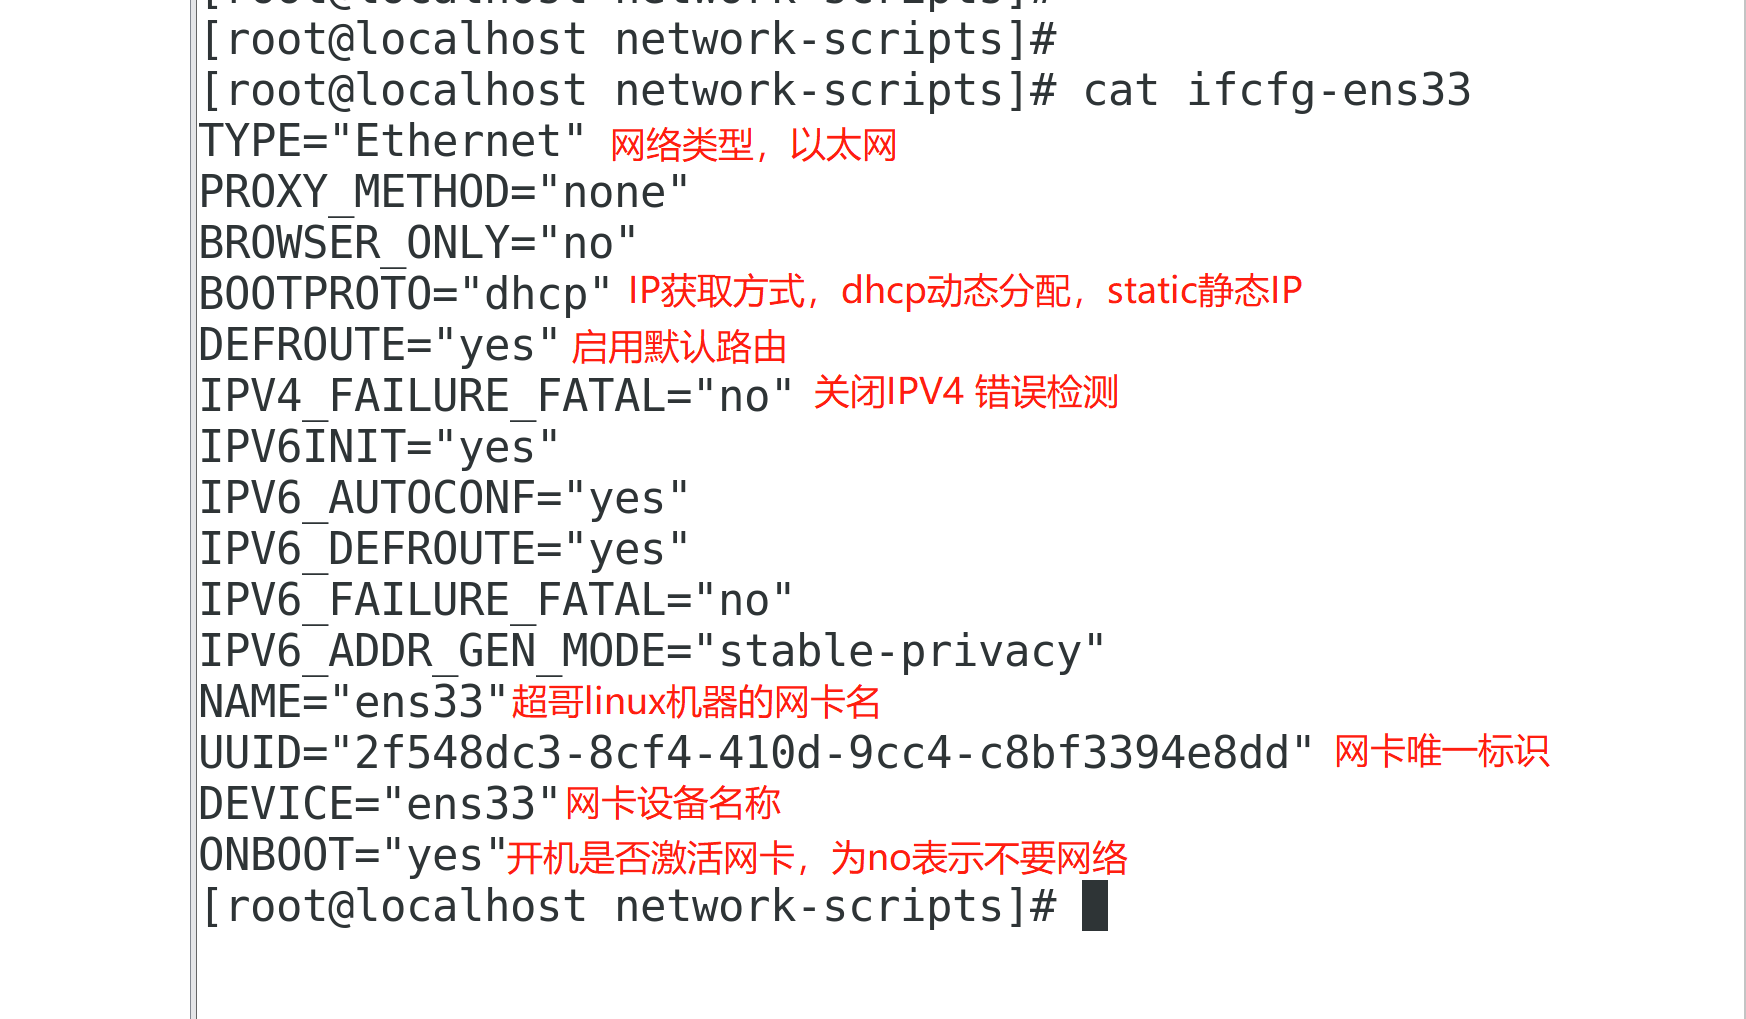 [root@localhost network-scripts]#
[root@localhost network-scripts]#
[root@localhost network-scripts]# cat ifcfg-ens33
TYPE="Ethernet" 网络类型，以太网
PROXY_METHOD="none"
BROWSER_ONLY="no"
BOOTPROTO="dhcp" IP获取方式，dhcp动态分配，static静态IP
DEFROUTE="yes" 启用默认路由
IPV4_FAILURE_FATAL="no" 关闭IPV4 错误检测
IPV6INIT="yes"
IPV6_AUTOCONF="yes"
IPV6_DEFROUTE="yes"
IPV6_FAILURE_FATAL="no"
IPV6_ADDR_GEN_MODE="stable-privacy"
NAME="ens33"超哥linux机器的网卡名
UUID="2f548dc3-8cf4-410d-9cc4-c8bf3394e8dd" 网卡唯一标识
DEVICE="ens33"网卡设备名称
ONBOOT="yes"开机是否激活网卡，为no表示不要网络
[root@localhost network-scripts]#